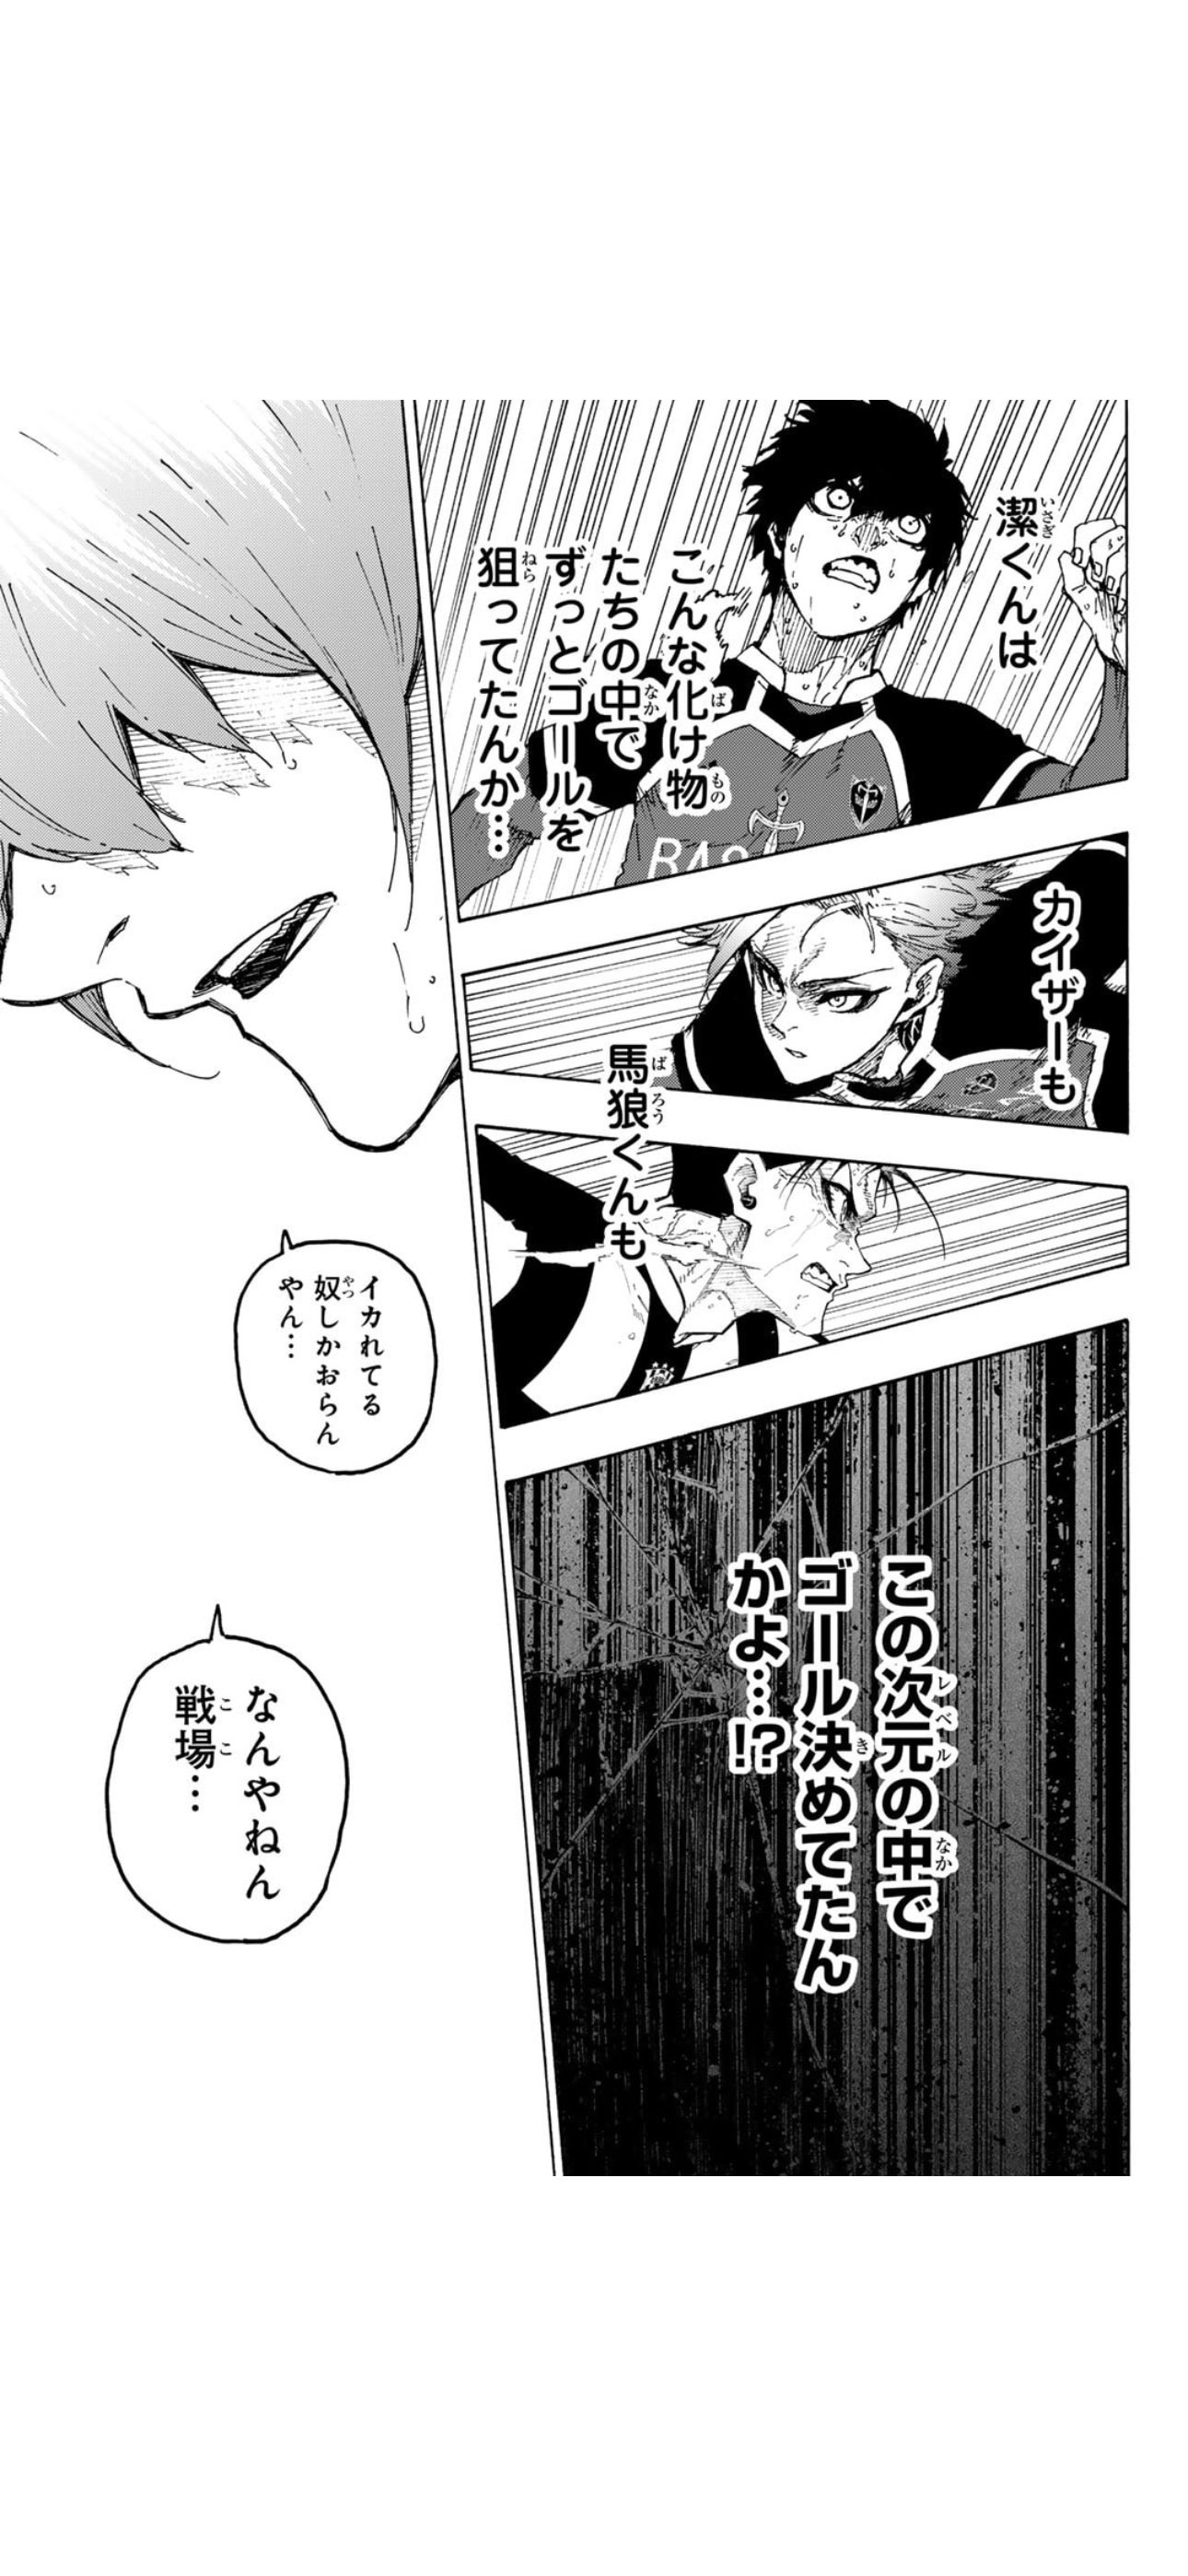 潔くんは
こんな化け物
たちの中で
ずっとゴールを
狙ってたんか…
BAS
カイザーも
馬狼くんも
この次元の中で
ゴール決めてたん
かよ…!?
イカれてる
奴しかおらん
やん…
なんやねん
戦場…